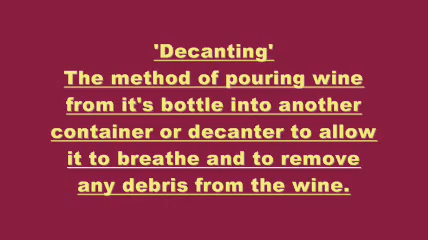 'Decanting'
The method of pouring wine
from it's bottle into another
container or decanter to allow
it to breathe and to remove
any debris from the wine.